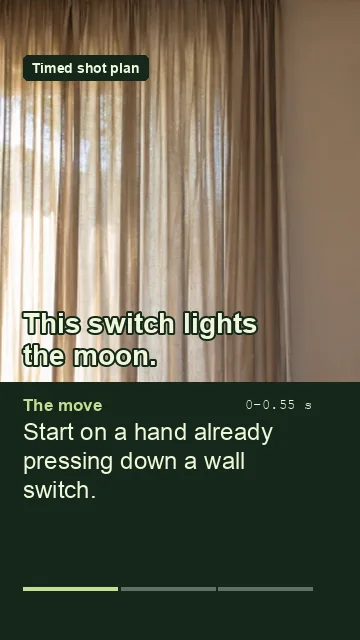 Timed shot plan
This switch lights
the moon.
The move
0–0.55 s
Start on a hand already
pressing down a wall
switch.